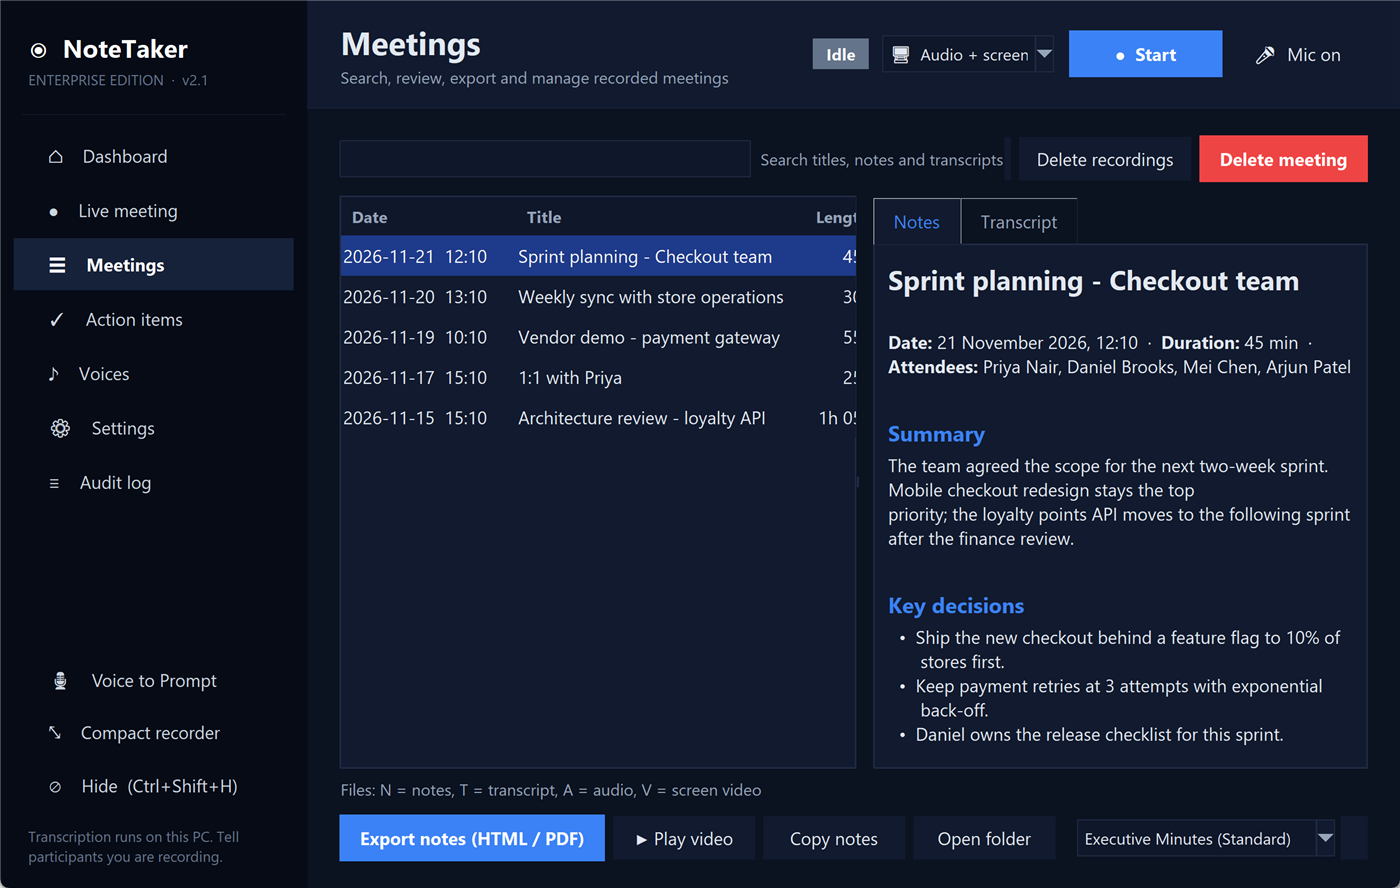 NoteTaker
ENTERPRISE EDITION · v2.1
Dashboard
Live meeting
Meetings
Action items
Voices
Settings
Audit log
Voice to Prompt
Compact recorder
Hide (Ctrl+Shift+H)
Transcription runs on this PC. Tell
participants you are recording.
Meetings
Search, review, export and manage recorded meetings
Idle
Audio + screen
Start
Mic on
Search titles, notes and transcripts
Delete recordings
Delete meeting
Date Title Lengt
2026-11-21 12:10 Sprint planning - Checkout team 45
2026-11-20 13:10 Weekly sync with store operations 30
2026-11-19 10:10 Vendor demo - payment gateway 55
2026-11-17 15:10 1:1 with Priya 25
2026-11-15 15:10 Architecture review - loyalty API 1h 05
Notes
Transcript
Sprint planning - Checkout team
Date: 21 November 2026, 12:10 · Duration: 45 min ·
Attendees: Priya Nair, Daniel Brooks, Mei Chen, Arjun Patel
Summary
The team agreed the scope for the next two-week sprint.
Mobile checkout redesign stays the top
priority; the loyalty points API moves to the following sprint
after the finance review.
Key decisions
• Ship the new checkout behind a feature flag to 10% of
stores first.
• Keep payment retries at 3 attempts with exponential
back-off.
• Daniel owns the release checklist for this sprint.
Files: N = notes, T = transcript, A = audio, V = screen video
Export notes (HTML / PDF)
Play video
Copy notes
Open folder
Executive Minutes (Standard)